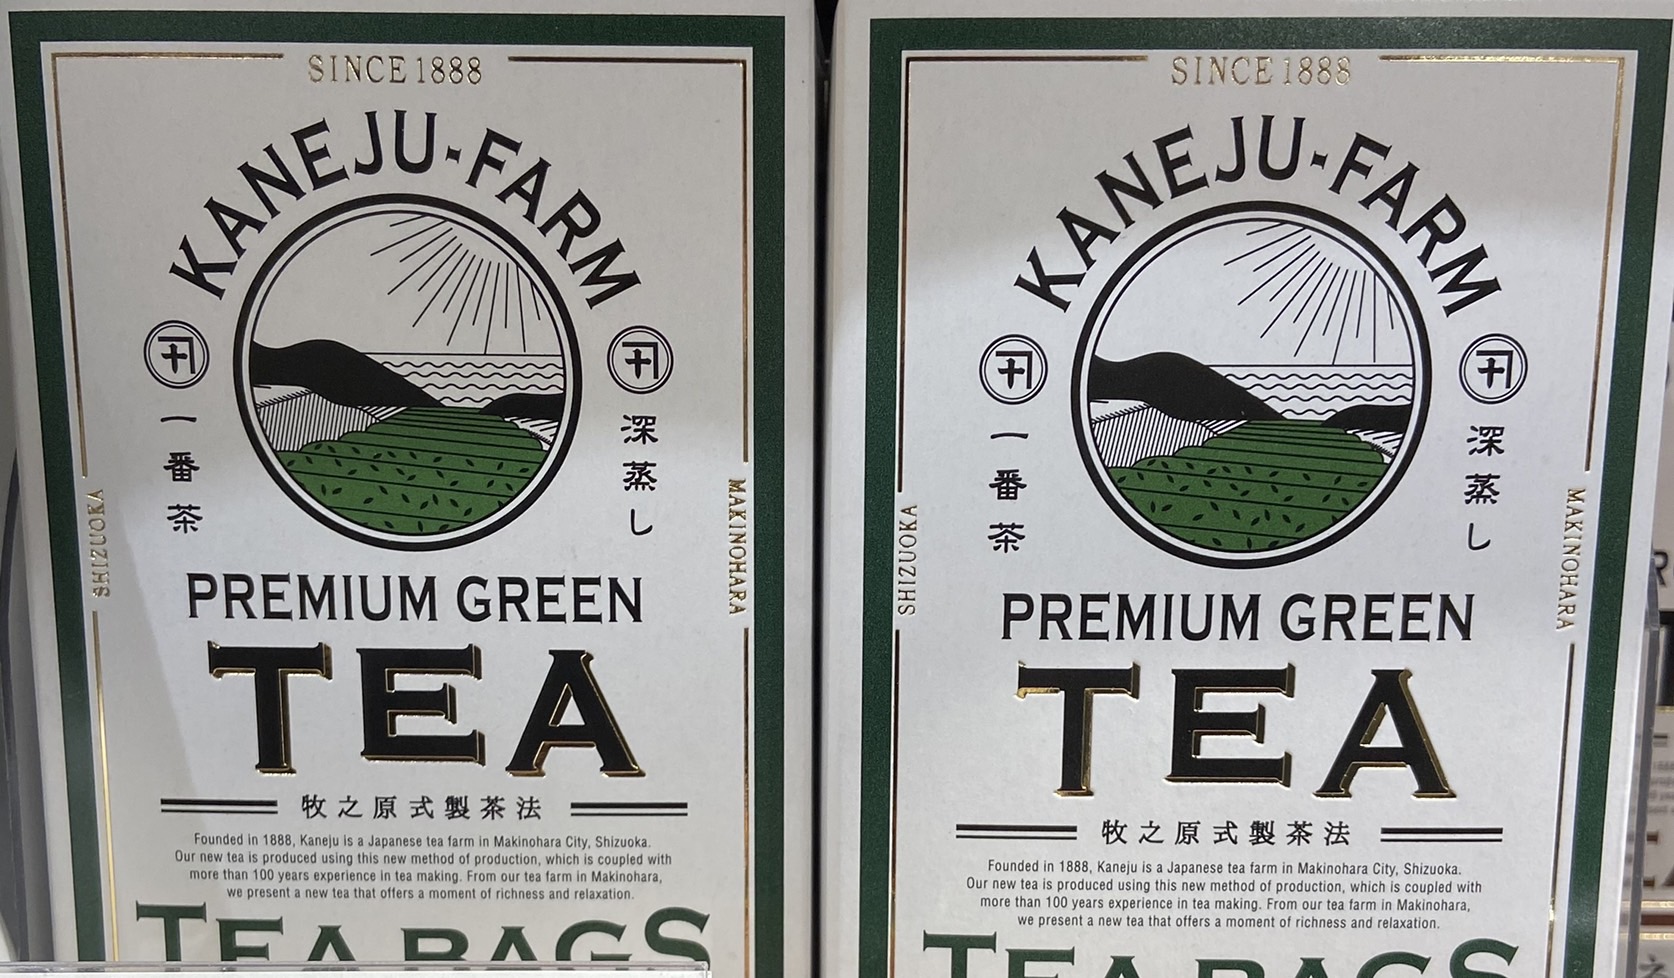 SINCE 1888
KANEJU·FARM
一番茶
深蒸し
SHIZUOKA
MAKINOHARA
PREMIUM GREEN
TEA
牧之原式製茶法
Founded in 1888, Kaneju is a Japanese tea farm in Makinohara City, Shizuoka.
Our new tea is produced using this new method of production, which is coupled with
more than 100 years experience in tea making. From our tea farm in Makinohara,
we present a new tea that offers a moment of richness and relaxation.
TEA BAGS
SINCE 1888
KANEJU·FARM
一番茶
深蒸し
SHIZUOKA
MAKINOHARA
PREMIUM GREEN
TEA
牧之原式製茶法
Founded in 1888, Kaneju is a Japanese tea farm in Makinohara City, Shizuoka.
Our new tea is produced using this new method of production, which is coupled with
more than 100 years experience in tea making. From our tea farm in Makinohara,
we present a new tea that offers a moment of richness and relaxation.
TEA BAGS